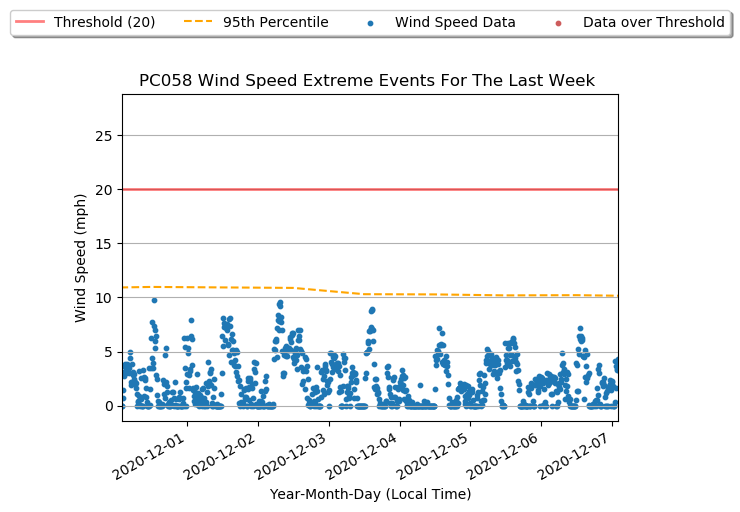 Threshold (20) 95th Percentile Wind Speed Data Data over Threshold
PC058 Wind Speed Extreme Events For The Last Week
25
20
15
10
5
0
Wind Speed (mph)
2020-12-01 2020-12-02 2020-12-03 2020-12-04 2020-12-05 2020-12-06 2020-12-07
Year-Month-Day (Local Time)